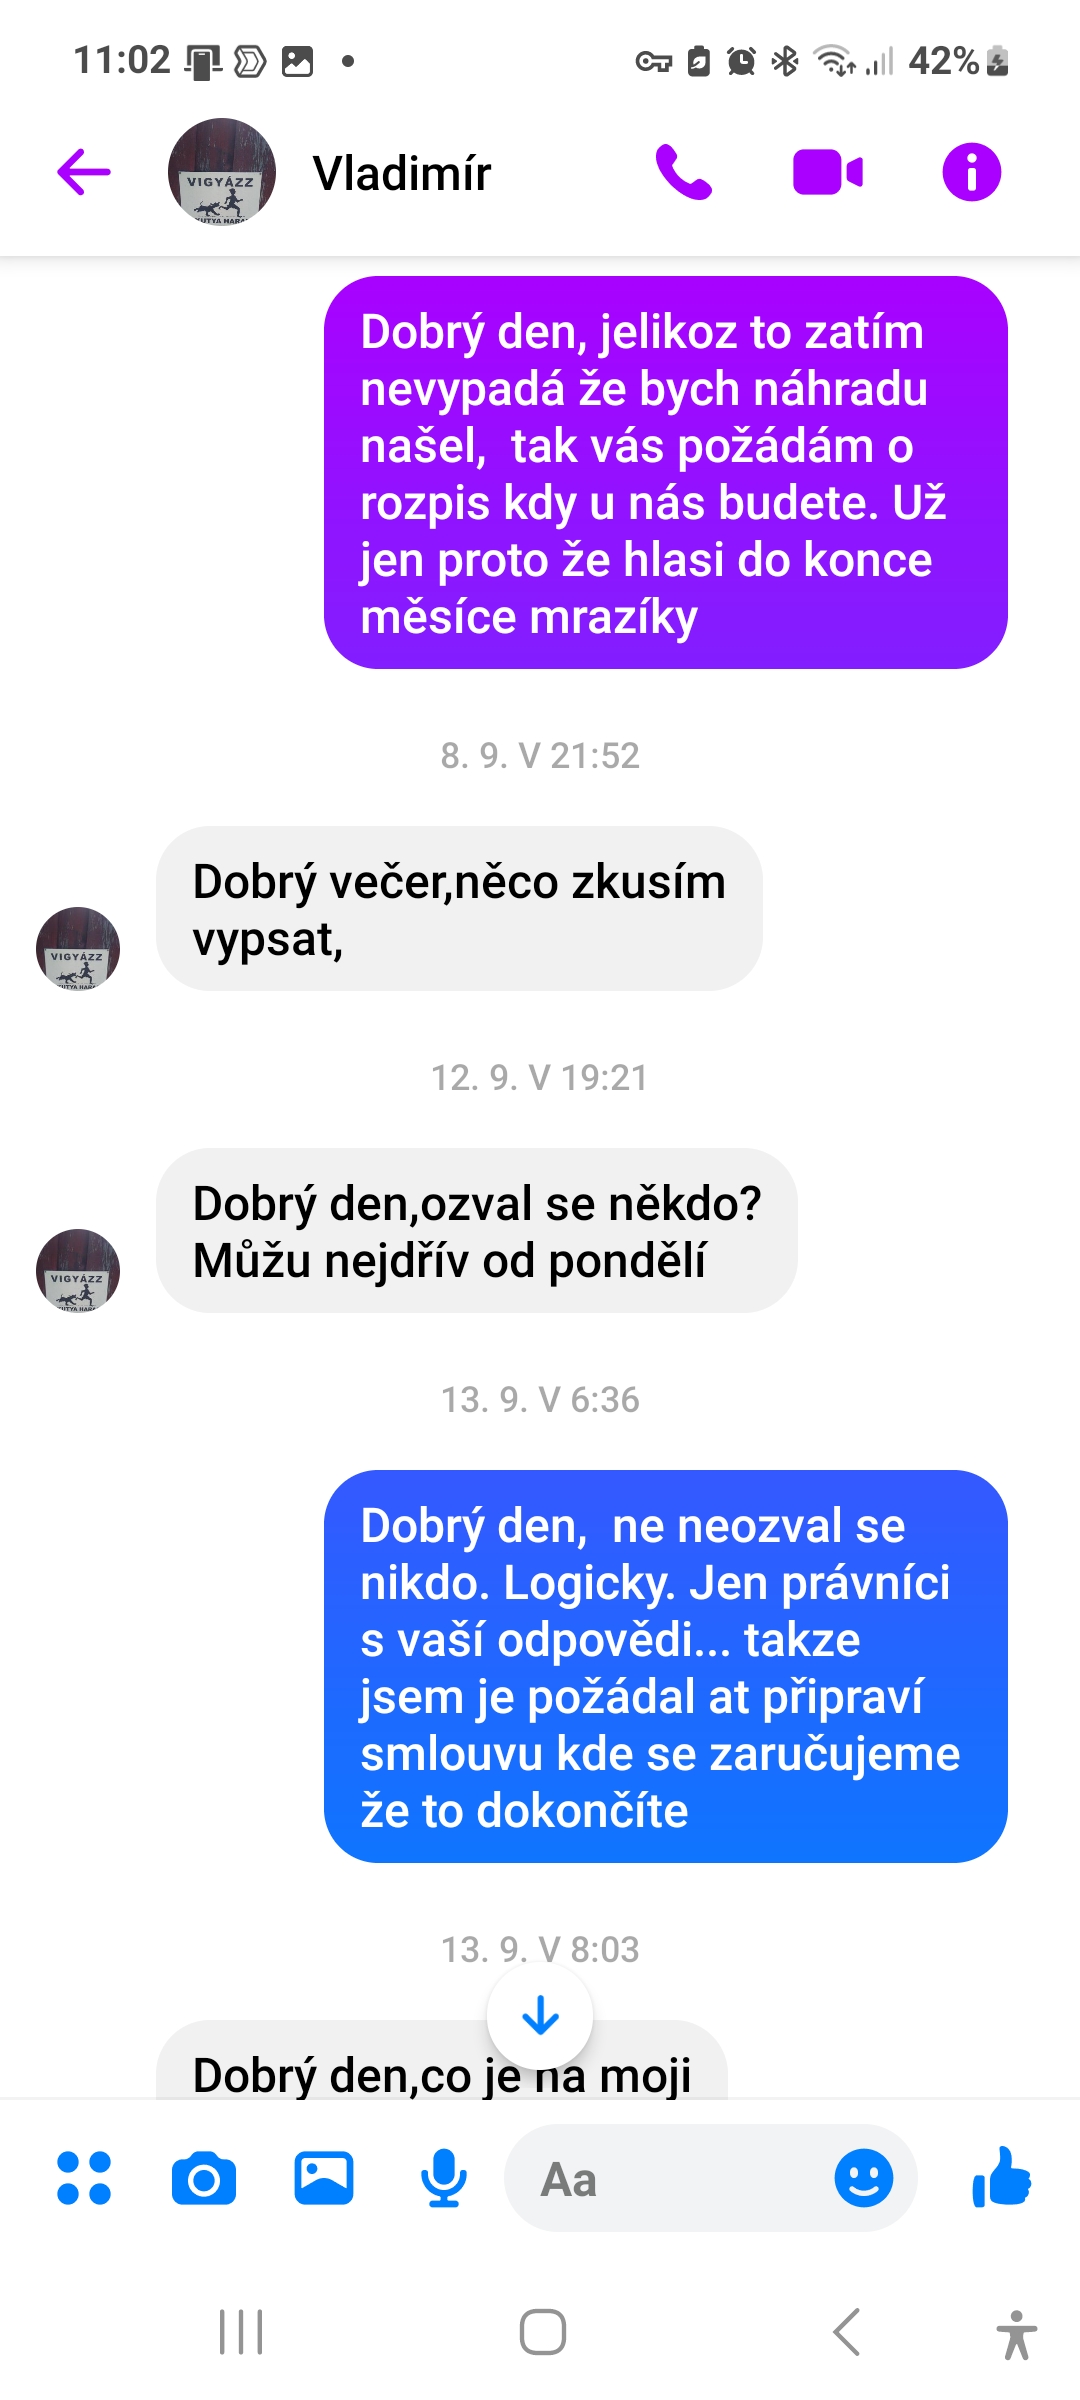 11:02
42%
VIGYÁZZ
Vladimír
Dobrý den, jelikoz to zatím
nevypadá že bych náhradu
našel,  tak vás požádám o
rozpis kdy u nás budete. Už
jen proto že hlasi do konce
měsíce mrazíky
8. 9. V 21:52
Dobrý večer,něco zkusím
vypsat,
VIGYÁZZ
12. 9. V 19:21
Dobrý den,ozval se někdo?
Můžu nejdřív od pondělí
VIGYÁZZ
13. 9. V 6:36
Dobrý den,  ne neozval se
nikdo. Logicky. Jen právníci
s vaší odpovědi... takze
jsem je požádal at připraví
smlouvu kde se zaručujeme
že to dokončíte
13. 9. V 8:03
Dobrý den,co je na moji
Aa